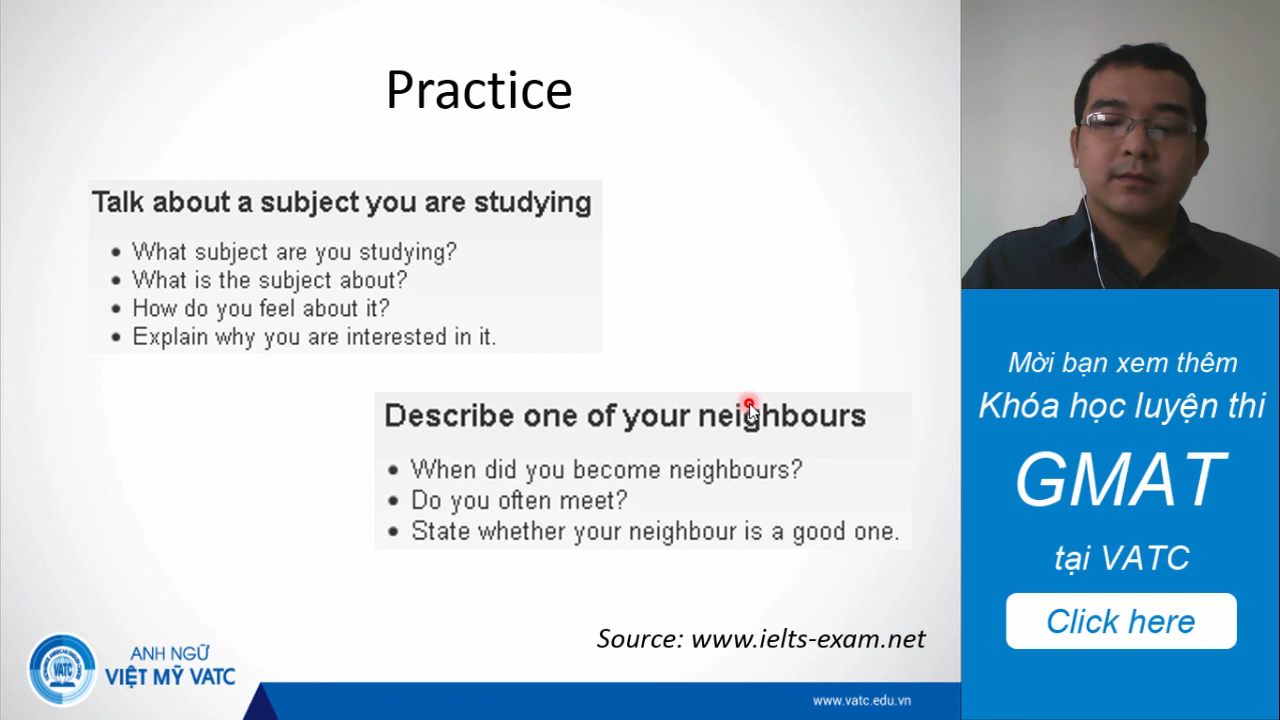 Practice
Talk about a subject you are studying
• What subject are you studying?
• What is the subject about?
• How do you feel about it?
• Explain why you are interested in it.
Describe one of your neighbours
• When did you become neighbours?
• Do you often meet?
• State whether your neighbour is a good one.
Source: www.ielts-exam.net
VATC
ANH NGỮ
VIỆT MỸ VATC
www.vatc.edu.vn
Mời bạn xem thêm
Khóa học luyện thi
GMAT
tại VATC
Click here